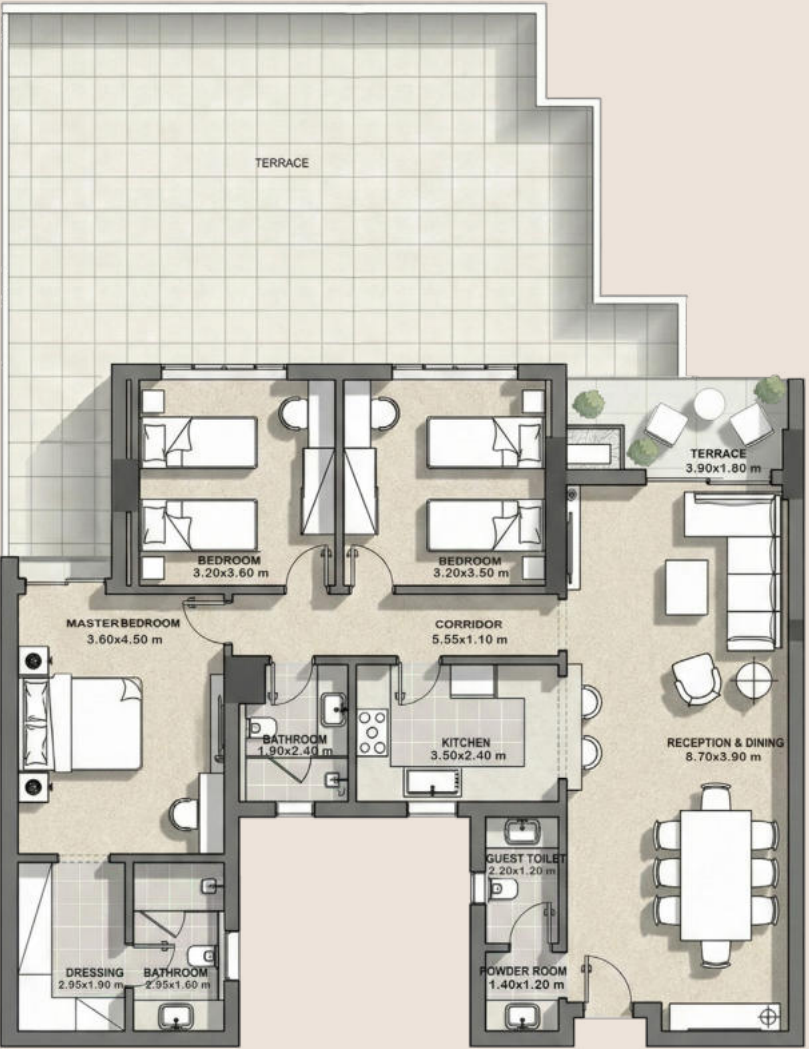 TERRACE
TERRACE
3.90x1.80 m
BEDROOM
3.20x3.60 m
BEDROOM
3.20x3.50 m
MASTER BEDROOM
3.60x4.50 m
CORRIDOR
5.55x1.10 m
BATHROOM
1.90x2.40 m
KITCHEN
3.50x2.40 m
RECEPTION & DINING
8.70x3.90 m
GUEST TOILET
2.20x1.20 m
DRESSING
2.95x1.90 m
BATHROOM
2.95x1.60 m
POWDER ROOM
1.40x1.20 m